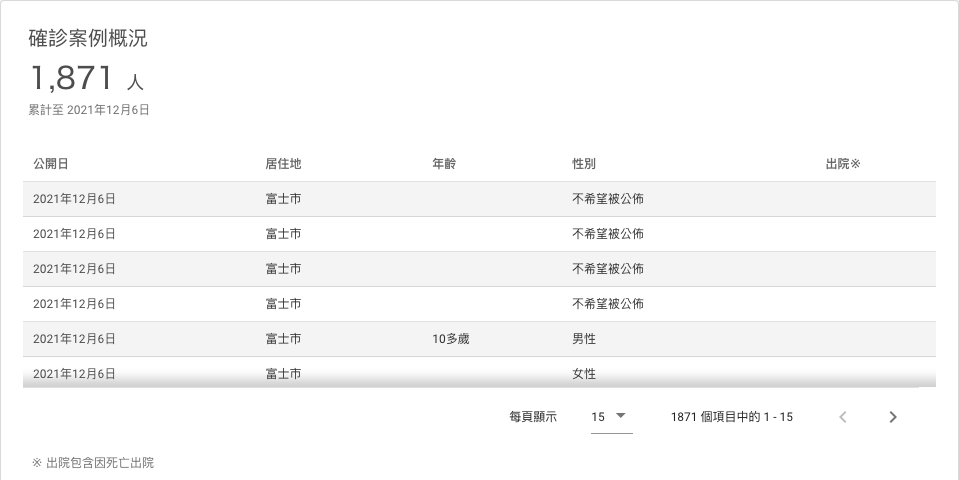 確診案例概況
1,871 人
累計至 2021年12月6日
公開日 居住地 年齡 性別 出院※
2021年12月6日 富士市 不希望被公佈
2021年12月6日 富士市 不希望被公佈
2021年12月6日 富士市 不希望被公佈
2021年12月6日 富士市 不希望被公佈
2021年12月6日 富士市 10多歲 男性
2021年12月6日 富士市 女性
每頁顯示 15 1871 個項目中的 1 - 15
※ 出院包含因死亡出院